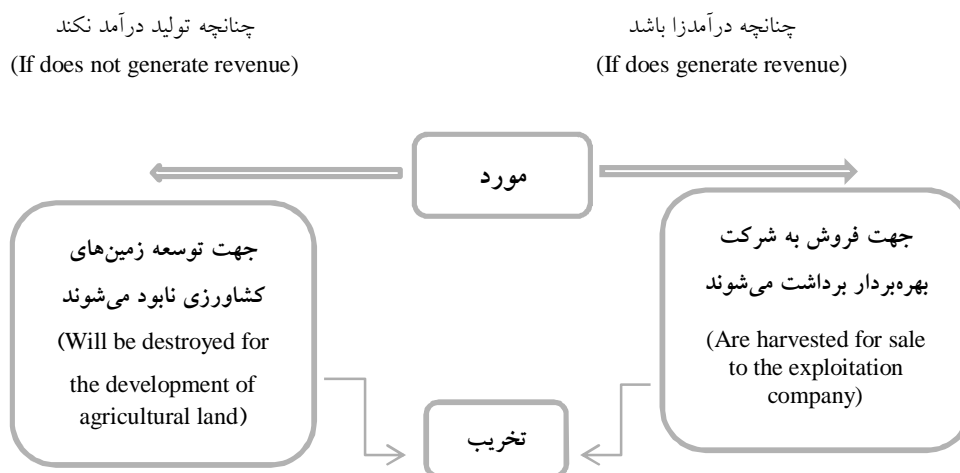 چنانچه درآمدزا باشد
(If does generate revenue)
چنانچه تولید درآمد نکند
(If does not generate revenue)
مورد
جهت فروش به شرکت
بهره‌بردار برداشت می‌شوند
(Are harvested for sale
to the exploitation
company)
جهت توسعه زمین‌های
کشاورزی نابود می‌شوند
(Will be destroyed for
the development of
agricultural land)
تخریب